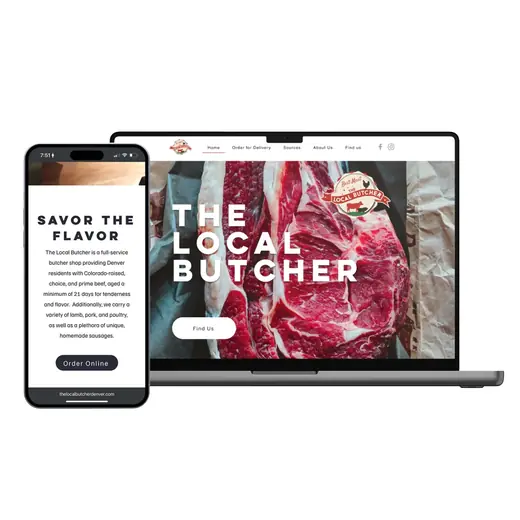 7:51
SAVOR THE
FLAVOR
The Local Butcher is a full-service
butcher shop providing Denver
residents with Colorado-raised,
choice, and prime beef, aged a
minimum of 21 days for tenderness
and flavor. Additionally, we carry a
variety of lamb, pork, and poultry,
as well as a plethora of unique,
homemade sausages.
Order Online
thelocalbutcherdenver.com
Home Order for Delivery Sources About Us Find us
Best Meat
THE
LOCAL BUTCHER
THE
LOCAL
BUTCHER
Find Us